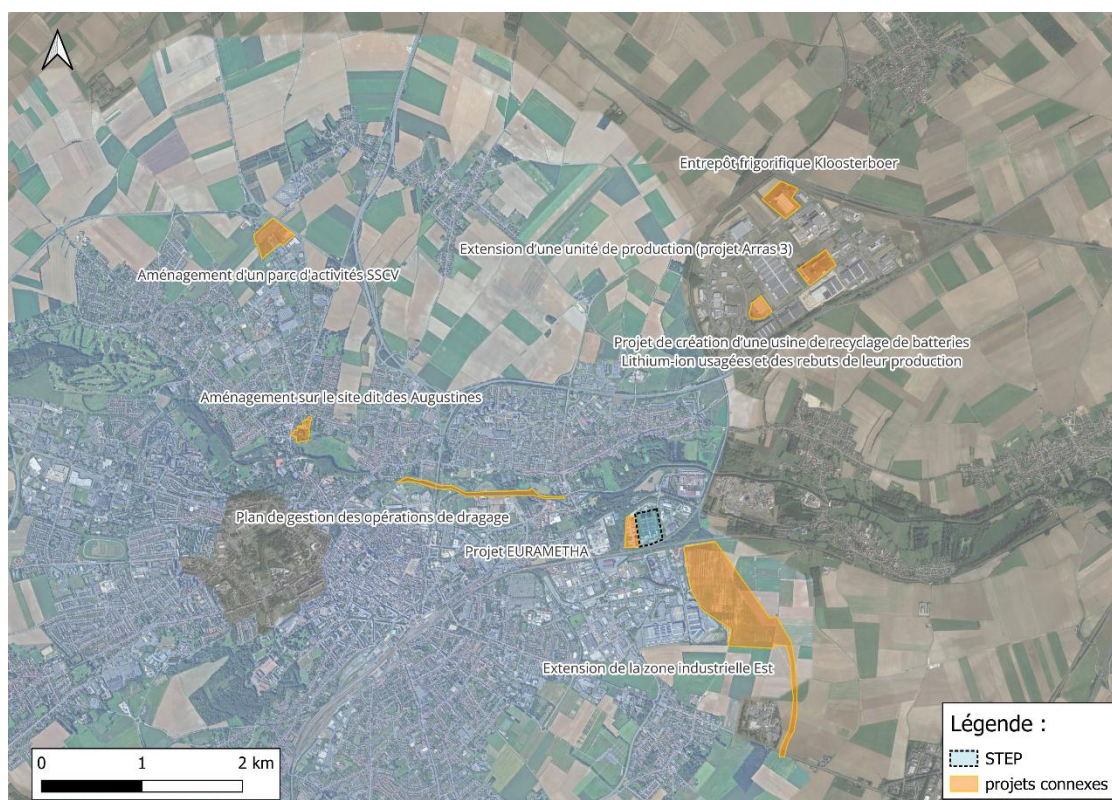 Entrepôt frigorifique Kloosterboer
Extension d'une unité de production (projet Arras 3)
Aménagement d'un parc d'activités SSCV
Projet de création d'une usine de recyclage de batteries
Lithium-ion usagées et des rebuts de leur production
Aménagement sur le site dit des Augustines
Plan de gestion des opérations de dragage
Projet EURAMETHA
Extension de la zone industrielle Est
Légende :
STEP
projets connexes
0 1 2 km